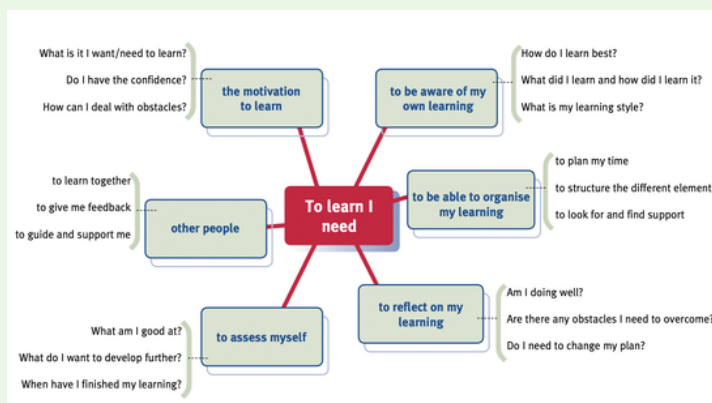 What is it I want/need to learn?
Do I have the confidence?
How can I deal with obstacles?
the motivation
to learn
to be aware of my
own learning
How do I learn best?
What did I learn and how did I learn it?
What is my learning style?
to learn together
to give me feedback
to guide and support me
other people
To learn I
need
to be able to organise
my learning
to plan my time
to structure the different element
to look for and find support
What am I good at?
What do I want to develop further?
When have I finished my learning?
to assess myself
to reflect on my
learning
Am I doing well?
Are there any obstacles I need to overcome?
Do I need to change my plan?